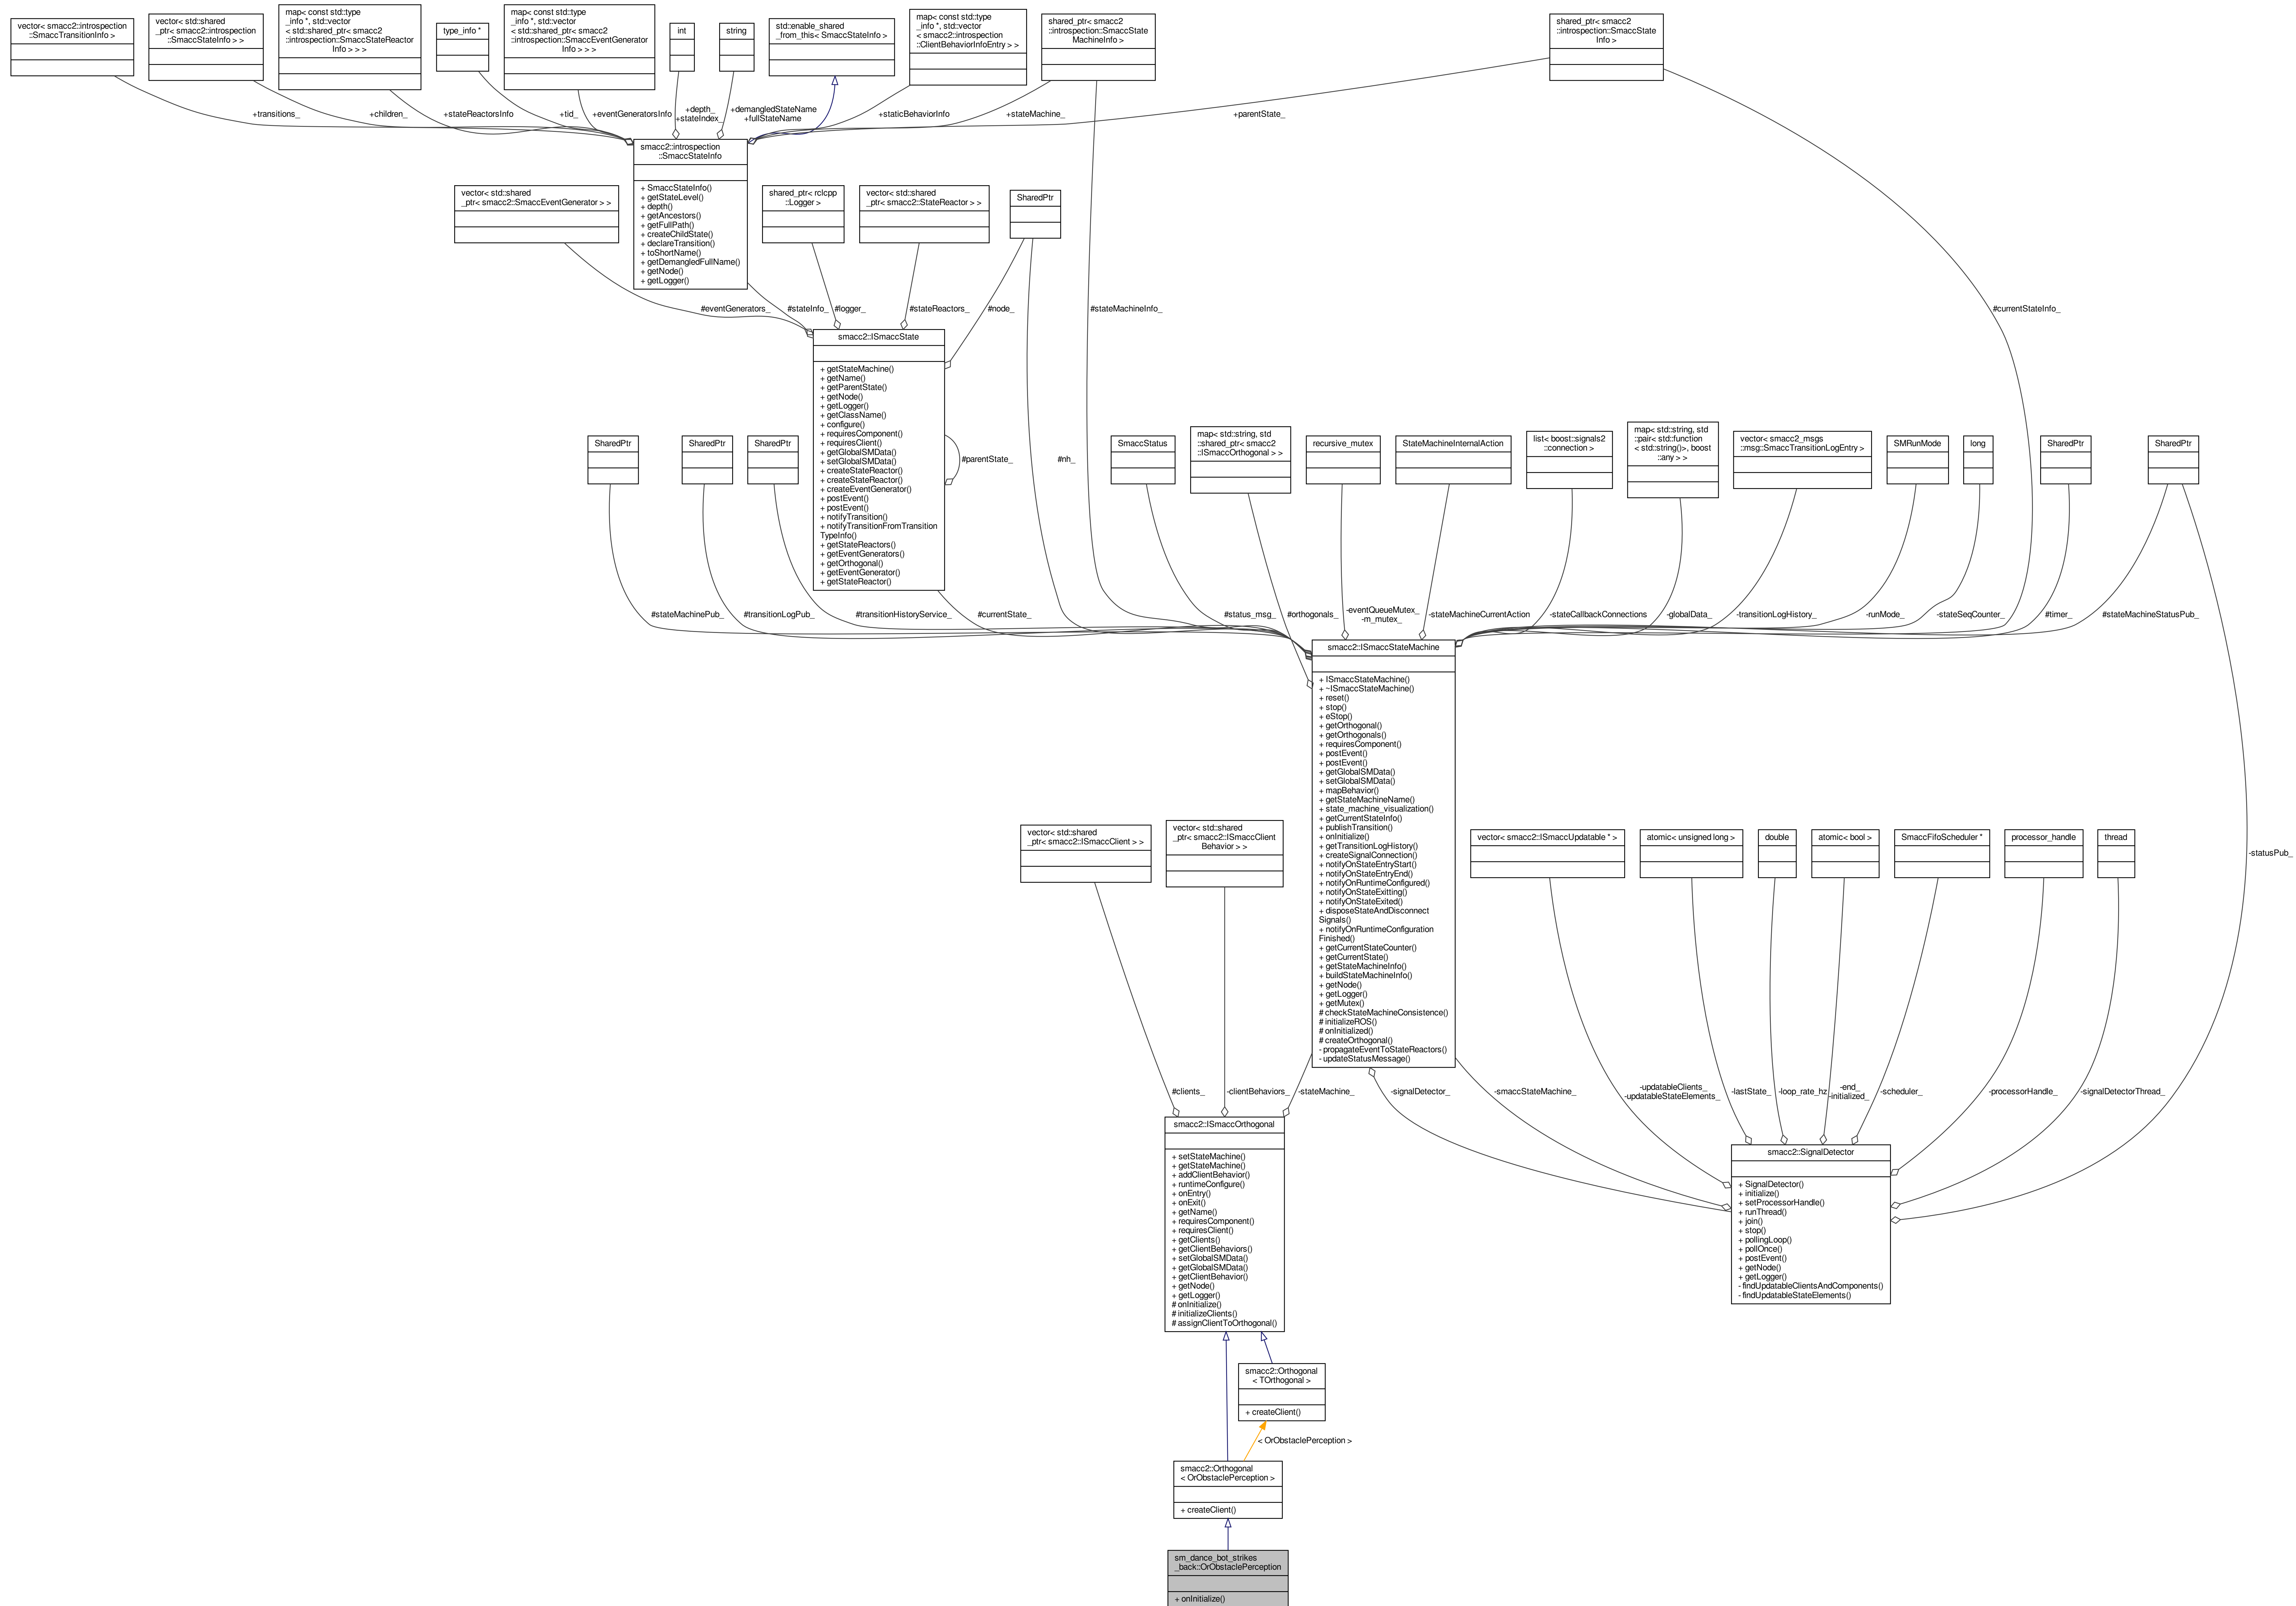 vector< smacc2::introspection
::SmaccTransitionInfo >
vector< std::shared
_ptr< smacc2::introspection
::SmaccStateInfo > >
map< const std::type
_info *, std::vector
< std::shared_ptr< smacc2
::introspection::SmaccStateReactor
Info > > >
type_info *
map< const std::type
_info *, std::vector
< std::shared_ptr< smacc2
::introspection::SmaccEventGenerator
Info > > >
int
string
std::enable_shared
_from_this< SmaccStateInfo >
map< const std::type
_info *, std::vector
< smacc2::introspection
::ClientBehaviorInfoEntry > >
shared_ptr< smacc2
::introspection::SmaccState
MachineInfo >
shared_ptr< smacc2
::introspection::SmaccState
Info >
+transitions_
+children_
+stateReactorsInfo
+tid_
+eventGeneratorsInfo
+depth_
+stateIndex_
+demangledStateName
+fullStateName
+staticBehaviorInfo
+stateMachine_
+parentState_
smacc2::introspection
::SmaccStateInfo
+ SmaccStateInfo()
+ getStateLevel()
+ depth()
+ getAncestors()
+ getFullPath()
+ createChildState()
+ declareTransition()
+ toShortName()
+ getDemangledFullName()
+ getNode()
+ getLogger()
vector< std::shared
_ptr< smacc2::SmaccEventGenerator > >
shared_ptr< rclcpp
::Logger >
vector< std::shared
_ptr< smacc2::StateReactor > >
SharedPtr
#eventGenerators_
#stateInfo_
#logger_
#stateReactors_
#node_
#stateMachineInfo_
#currentStateInfo_
smacc2::ISmaccState
+ getStateMachine()
+ getName()
+ getParentState()
+ getNode()
+ getLogger()
+ getClassName()
+ configure()
+ requiresComponent()
+ requiresClient()
+ getGlobalSMData()
+ setGlobalSMData()
+ createStateReactor()
+ createStateReactor()
+ createEventGenerator()
+ postEvent()
+ postEvent()
+ notifyTransition()
+ notifyTransitionFromTransition
TypeInfo()
+ getStateReactors()
+ getEventGenerators()
+ getOrthogonal()
+ getEventGenerator()
+ getStateReactor()
#parentState_
#nh_
SharedPtr
SharedPtr
SharedPtr
SmaccStatus
map< std::string, std
::shared_ptr< smacc2
::ISmaccOrthogonal > >
recursive_mutex
StateMachineInternalAction
list< boost::signals2
::connection >
map< std::string, std
::pair< std::function
< std::string()>, boost
::any > >
vector< smacc2_msgs
::msg::SmaccTransitionLogEntry >
SMRunMode
long
SharedPtr
SharedPtr
#stateMachinePub_
#transitionLogPub_
#transitionHistoryService_
#currentState_
#status_msg_
#orthogonals_
-eventQueueMutex_
-m_mutex_
-stateMachineCurrentAction
-stateCallbackConnections
-globalData_
-transitionLogHistory_
-runMode_
-stateSeqCounter_
#timer_
#stateMachineStatusPub_
smacc2::ISmaccStateMachine
+ ISmaccStateMachine()
+ ~ISmaccStateMachine()
+ reset()
+ stop()
+ eStop()
+ getOrthogonal()
+ getOrthogonals()
+ requiresComponent()
+ postEvent()
+ postEvent()
+ getGlobalSMData()
+ setGlobalSMData()
+ mapBehavior()
+ getStateMachineName()
+ state_machine_visualization()
+ getCurrentStateInfo()
+ publishTransition()
+ onInitialize()
+ getTransitionLogHistory()
+ createSignalConnection()
+ notifyOnStateEntryStart()
+ notifyOnStateEntryEnd()
+ notifyOnRuntimeConfigured()
+ notifyOnStateExitting()
+ notifyOnStateExited()
+ disposeStateAndDisconnect
Signals()
+ notifyOnRuntimeConfiguration
Finished()
+ getCurrentStateCounter()
+ getCurrentState()
+ getStateMachineInfo()
+ buildStateMachineInfo()
+ getNode()
+ getLogger()
+ getMutex()
# checkStateMachineConsistence()
# initializeROS()
# onInitialized()
# createOrthogonal()
- propagateEventToStateReactors()
- updateStatusMessage()
vector< std::shared
_ptr< smacc2::ISmaccClient > >
vector< std::shared
_ptr< smacc2::ISmaccClient
Behavior > >
vector< smacc2::ISmaccUpdatable * >
atomic< unsigned long >
double
atomic< bool >
SmaccFifoScheduler *
processor_handle
thread
-statusPub_
#clients_
-clientBehaviors_
-stateMachine_
-signalDetector_
-smaccStateMachine_
-updatableClients_
-updatableStateElements_
-lastState_
-loop_rate_hz
-end_
-initialized_
-scheduler_
-processorHandle_
-signalDetectorThread_
smacc2::ISmaccOrthogonal
+ setStateMachine()
+ getStateMachine()
+ addClientBehavior()
+ runtimeConfigure()
+ onEntry()
+ onExit()
+ getName()
+ requiresComponent()
+ requiresClient()
+ getClients()
+ getClientBehaviors()
+ setGlobalSMData()
+ getGlobalSMData()
+ getClientBehavior()
+ getNode()
+ getLogger()
# onInitialize()
# initializeClients()
# assignClientToOrthogonal()
smacc2::SignalDetector
+ SignalDetector()
+ initialize()
+ setProcessorHandle()
+ runThread()
+ join()
+ stop()
+ pollingLoop()
+ pollOnce()
+ postEvent()
+ getNode()
+ getLogger()
- findUpdatableClientsAndComponents()
- findUpdatableStateElements()
smacc2::Orthogonal
< TOrthogonal >
+ createClient()
< OrObstaclePerception >
smacc2::Orthogonal
< OrObstaclePerception >
+ createClient()
sm_dance_bot_strikes
_back::OrObstaclePerception
+ onInitialize()